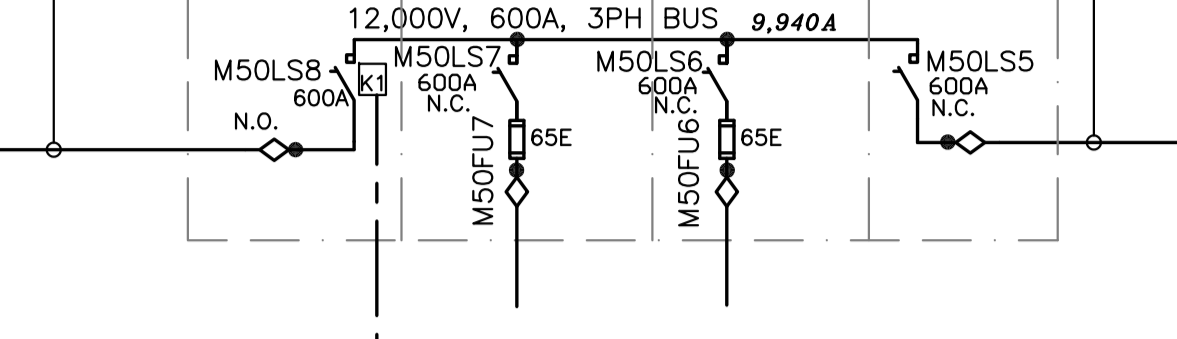 12,000V, 600A, 3PH BUS 9,940A
M50LS8
600A
N.O.
K1
M50LS7
600A
N.C.
M50FU7
65E
M50LS6
600A
N.C.
M50FU6
65E
M50LS5
600A
N.C.